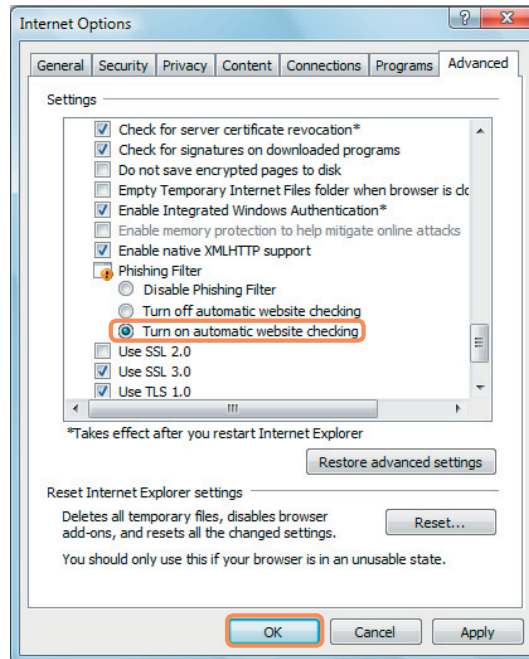 Internet Options
General Security Privacy Content Connections Programs Advanced
Settings
Check for server certificate revocation*
Check for signatures on downloaded programs
Do not save encrypted pages to disk
Empty Temporary Internet Files folder when browser is clo
Enable Integrated Windows Authentication*
Enable memory protection to help mitigate online attacks
Enable native XMLHTTP support
Phishing Filter
Disable Phishing Filter
Turn off automatic website checking
Turn on automatic website checking
Use SSL 2.0
Use SSL 3.0
Use TLS 1.0
*Takes effect after you restart Internet Explorer
Restore advanced settings
Reset Internet Explorer settings
Deletes all temporary files, disables browser
add-ons, and resets all the changed settings.
Reset...
You should only use this if your browser is in an unusable state.
OK Cancel Apply